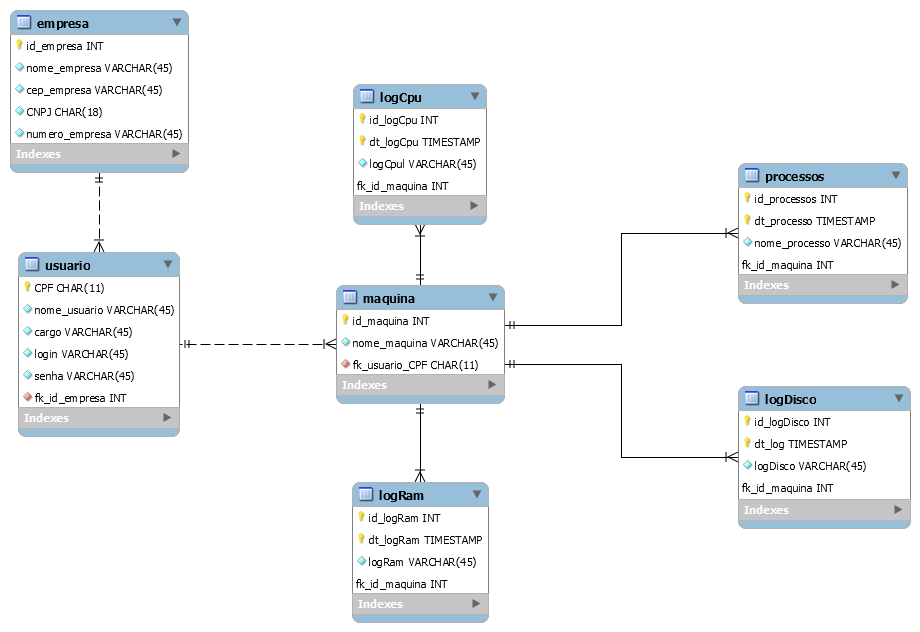 empresa
id_empresa INT
nome_empresa VARCHAR(45)
cep_empresa VARCHAR(45)
CNPJ CHAR(18)
numero_empresa VARCHAR(45)
Indexes
usuario
CPF CHAR(11)
nome_usuario VARCHAR(45)
cargo VARCHAR(45)
login VARCHAR(45)
senha VARCHAR(45)
fk_id_empresa INT
Indexes
logCpu
id_logCpu INT
dt_logCpu TIMESTAMP
logCpul VARCHAR(45)
fk_id_maquina INT
Indexes
maquina
id_maquina INT
nome_maquina VARCHAR(45)
fk_usuario_CPF CHAR(11)
Indexes
logRam
id_logRam INT
dt_logRam TIMESTAMP
logRam VARCHAR(45)
fk_id_maquina INT
Indexes
processos
id_processos INT
dt_processo TIMESTAMP
nome_processo VARCHAR(45)
fk_id_maquina INT
Indexes
logDisco
id_logDisco INT
dt_log TIMESTAMP
logDisco VARCHAR(45)
fk_id_maquina INT
Indexes